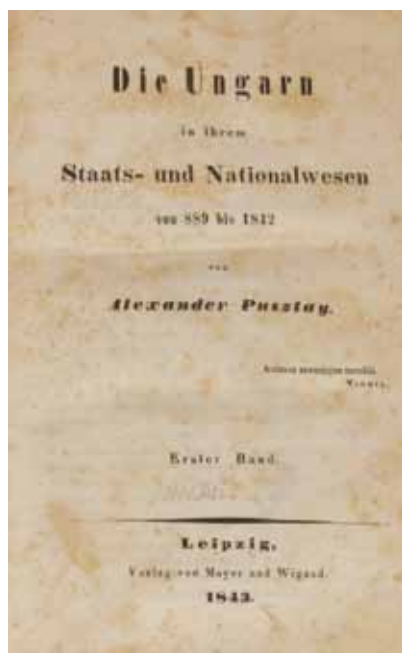 Die Ungarn
in ihrem
Staats- und Nationalwesen
von 889 bis 1842
von
Alexander Pusztay.
Erster Band.
Leipzig,
Verlag von Mayer und Wigand.
1843.